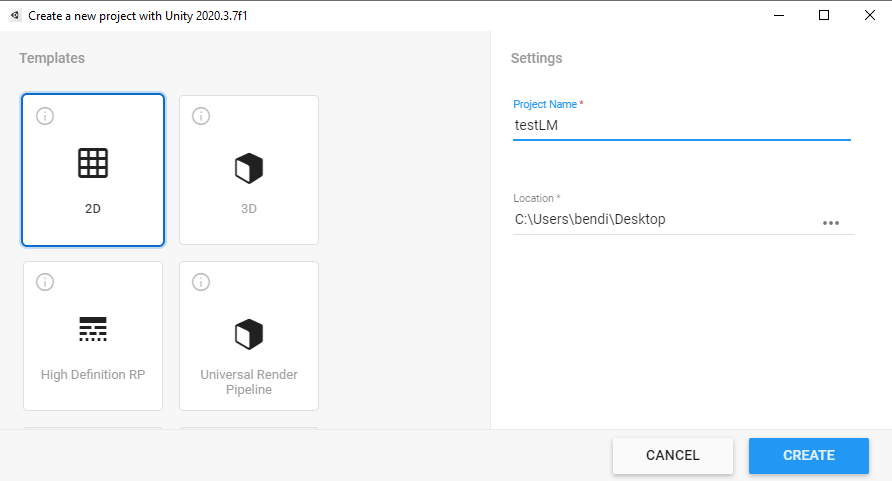 Create a new project with Unity 2020.3.7f1
Templates
2D
3D
High Definition RP
Universal Render
Pipeline
Settings
Project Name *
testLM
Location *
C:\Users\bendi\Desktop
CANCEL
CREATE